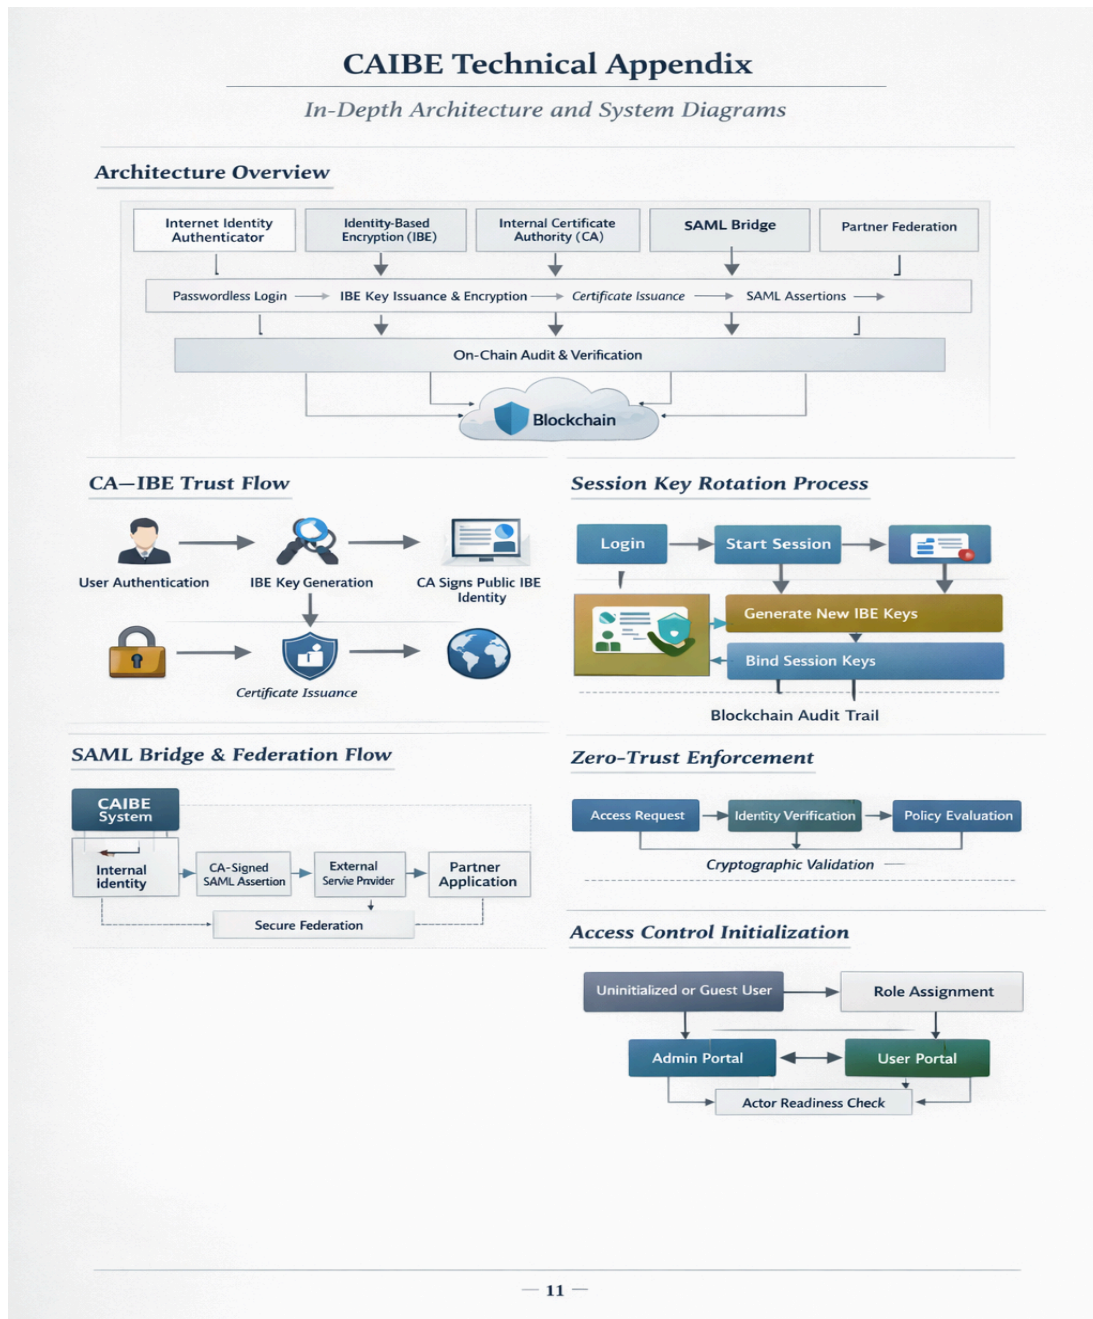 CAIBE Technical Appendix
In-Depth Architecture and System Diagrams
Architecture Overview
Internet Identity
Authenticator
Identity-Based
Encryption (IBE)
Internal Certificate
Authority (CA)
SAML Bridge
Partner Federation
Passwordless Login
IBE Key Issuance & Encryption
Certificate Issuance
SAML Assertions
On-Chain Audit & Verification
Blockchain
CA—IBE Trust Flow
User Authentication
IBE Key Generation
CA Signs Public IBE
Identity
Certificate Issuance
Session Key Rotation Process
Login
Start Session
Generate New IBE Keys
Bind Session Keys
Blockchain Audit Trail
SAML Bridge & Federation Flow
CAIBE
System
Internal
Identity
CA-Signed
SAML Assertion
External
Servie Provider
Partner
Application
Secure Federation
Zero-Trust Enforcement
Access Request
Identity Verification
Policy Evaluation
Cryptographic Validation
Access Control Initialization
Uninitialized or Guest User
Role Assignment
Admin Portal
User Portal
Actor Readiness Check
— 11 —